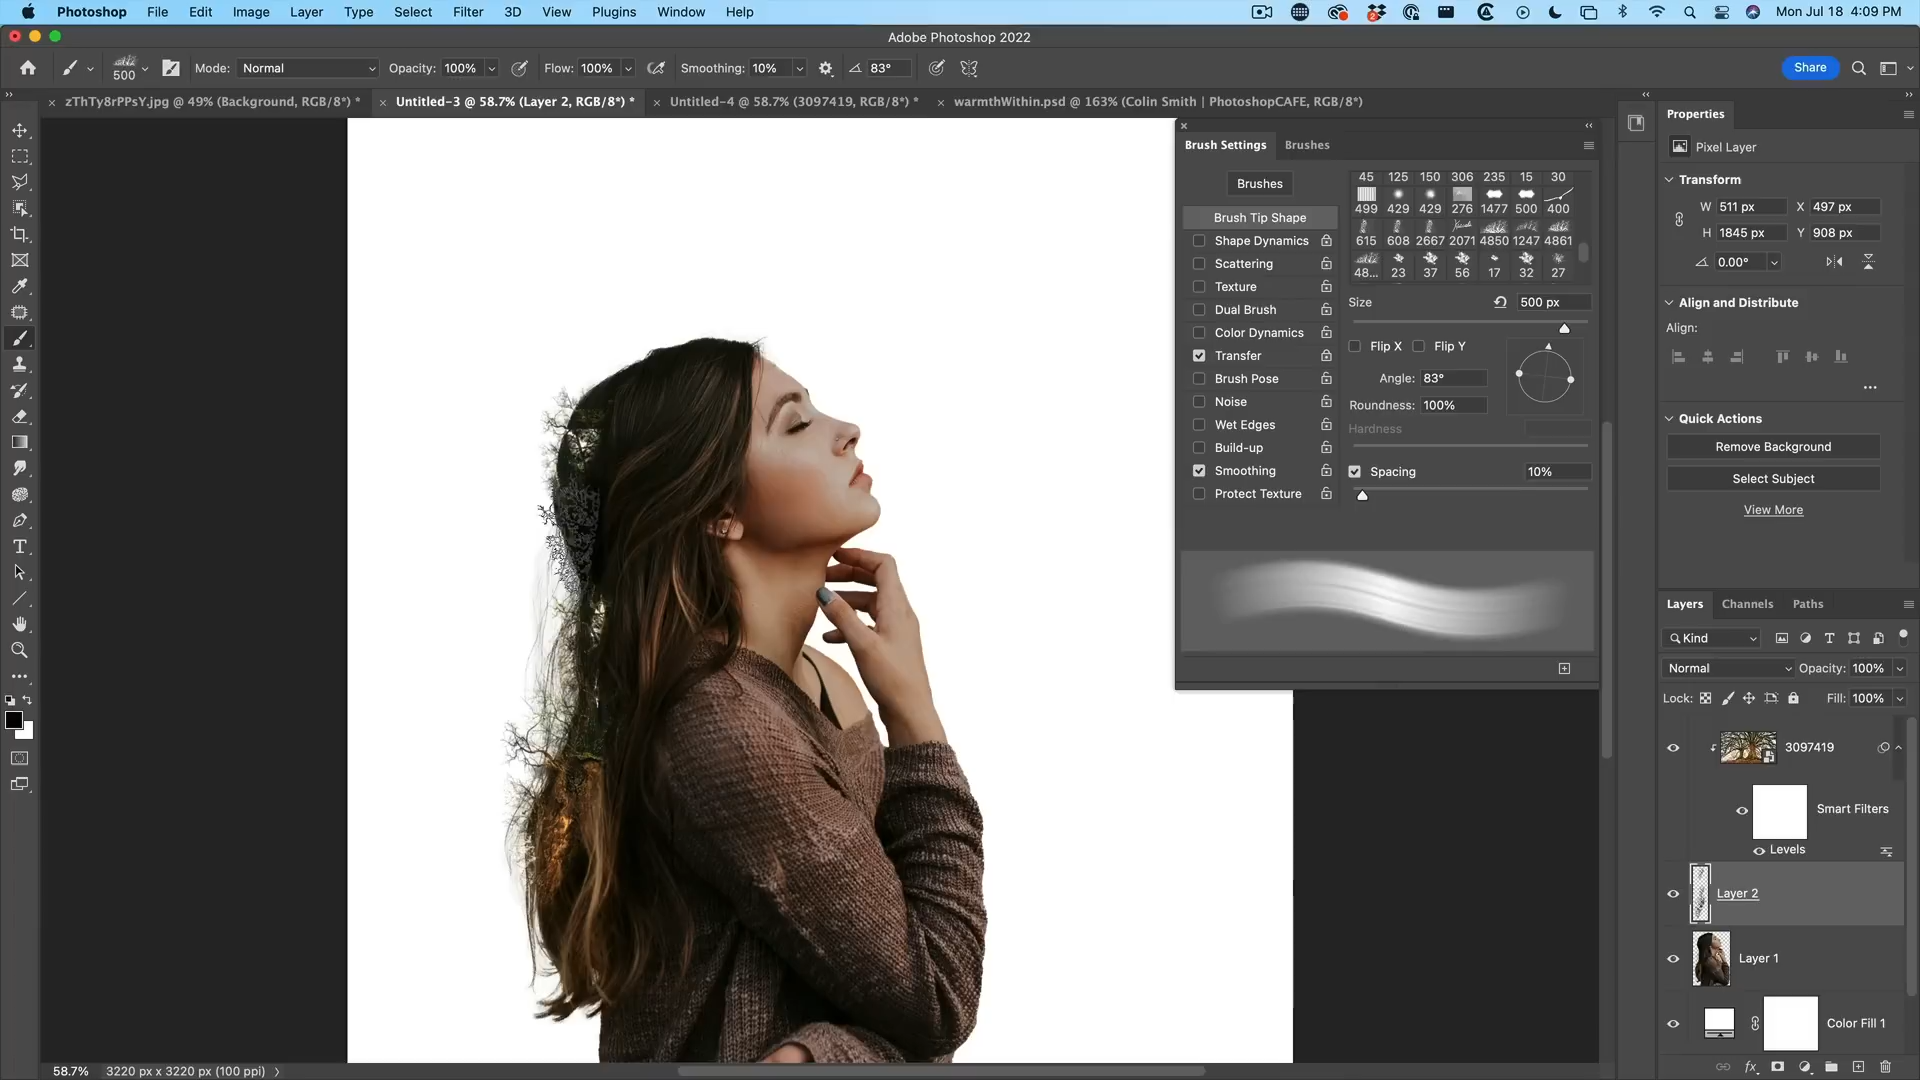 Photoshop File Edit Image Layer Type Select Filter 3D View Plugins Window Help Mon Jul 18 4:09 PM
Adobe Photoshop 2022
500 Mode: Normal Opacity: 100% Flow: 100% Smoothing: 10% 83° Share
zThTy8rPPsY.jpg @ 49% (Background, RGB/8*) * Untitled-3 @ 58.7% (Layer 2, RGB/8*) * Untitled-4 @ 58.7% (3097419, RGB/8*) * warmthWithin.psd @ 163% (Colin Smith | PhotoshopCAFE, RGB/8*)
Brush Settings Brushes
Brushes
Brush Tip Shape
Shape Dynamics
Scattering
Texture
Dual Brush
Color Dynamics
Transfer
Brush Pose
Noise
Wet Edges
Build-up
Smoothing
Protect Texture
45 125 150 306 235 15 30
499 429 429 276 1477 500 400
615 608 2667 2071 4850 1247 4861
48... 23 37 56 17 32 27
Size 500 px
Flip X Flip Y
Angle: 83°
Roundness: 100%
Hardness
Spacing 10%
Properties
Pixel Layer
Transform
W 511 px X 497 px
H 1845 px Y 908 px
0.00°
Align and Distribute
Align:
Quick Actions
Remove Background
Select Subject
View More
Layers Channels Paths
Kind
Normal Opacity: 100%
Lock: Fill: 100%
3097419
Smart Filters
Levels
Layer 2
Layer 1
Color Fill 1
58.7% 3220 px x 3220 px (100 ppi)